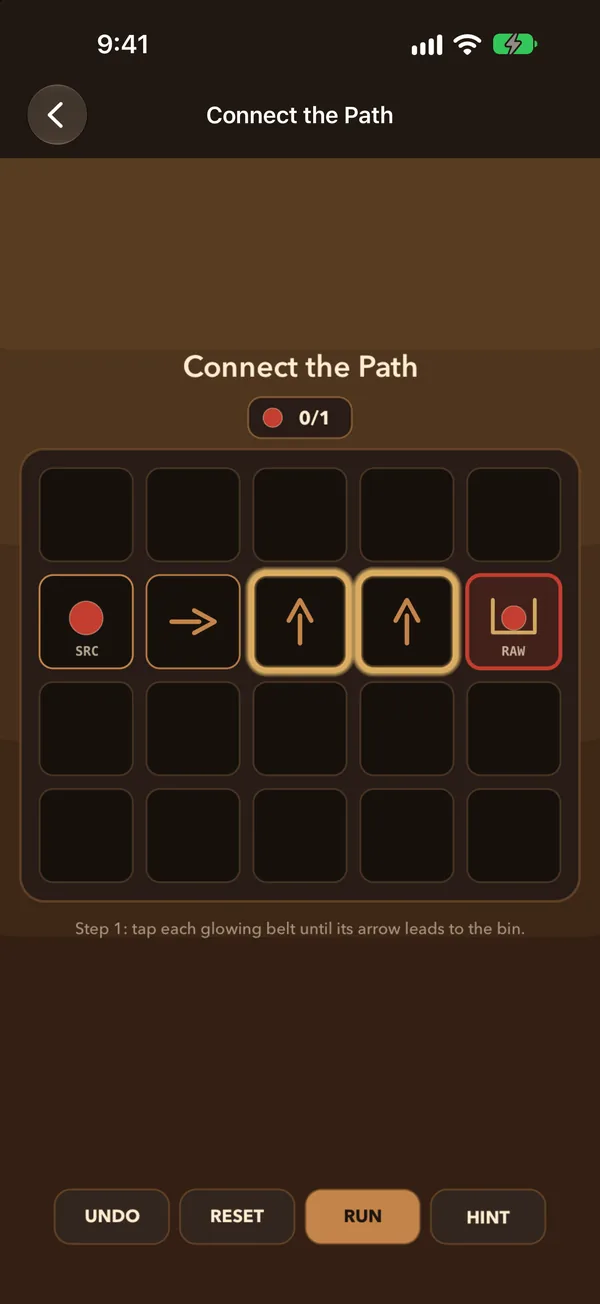 9:41
Connect the Path
Connect the Path
0/1
SRC
RAW
Step 1: tap each glowing belt until its arrow leads to the bin.
UNDO
RESET
RUN
HINT